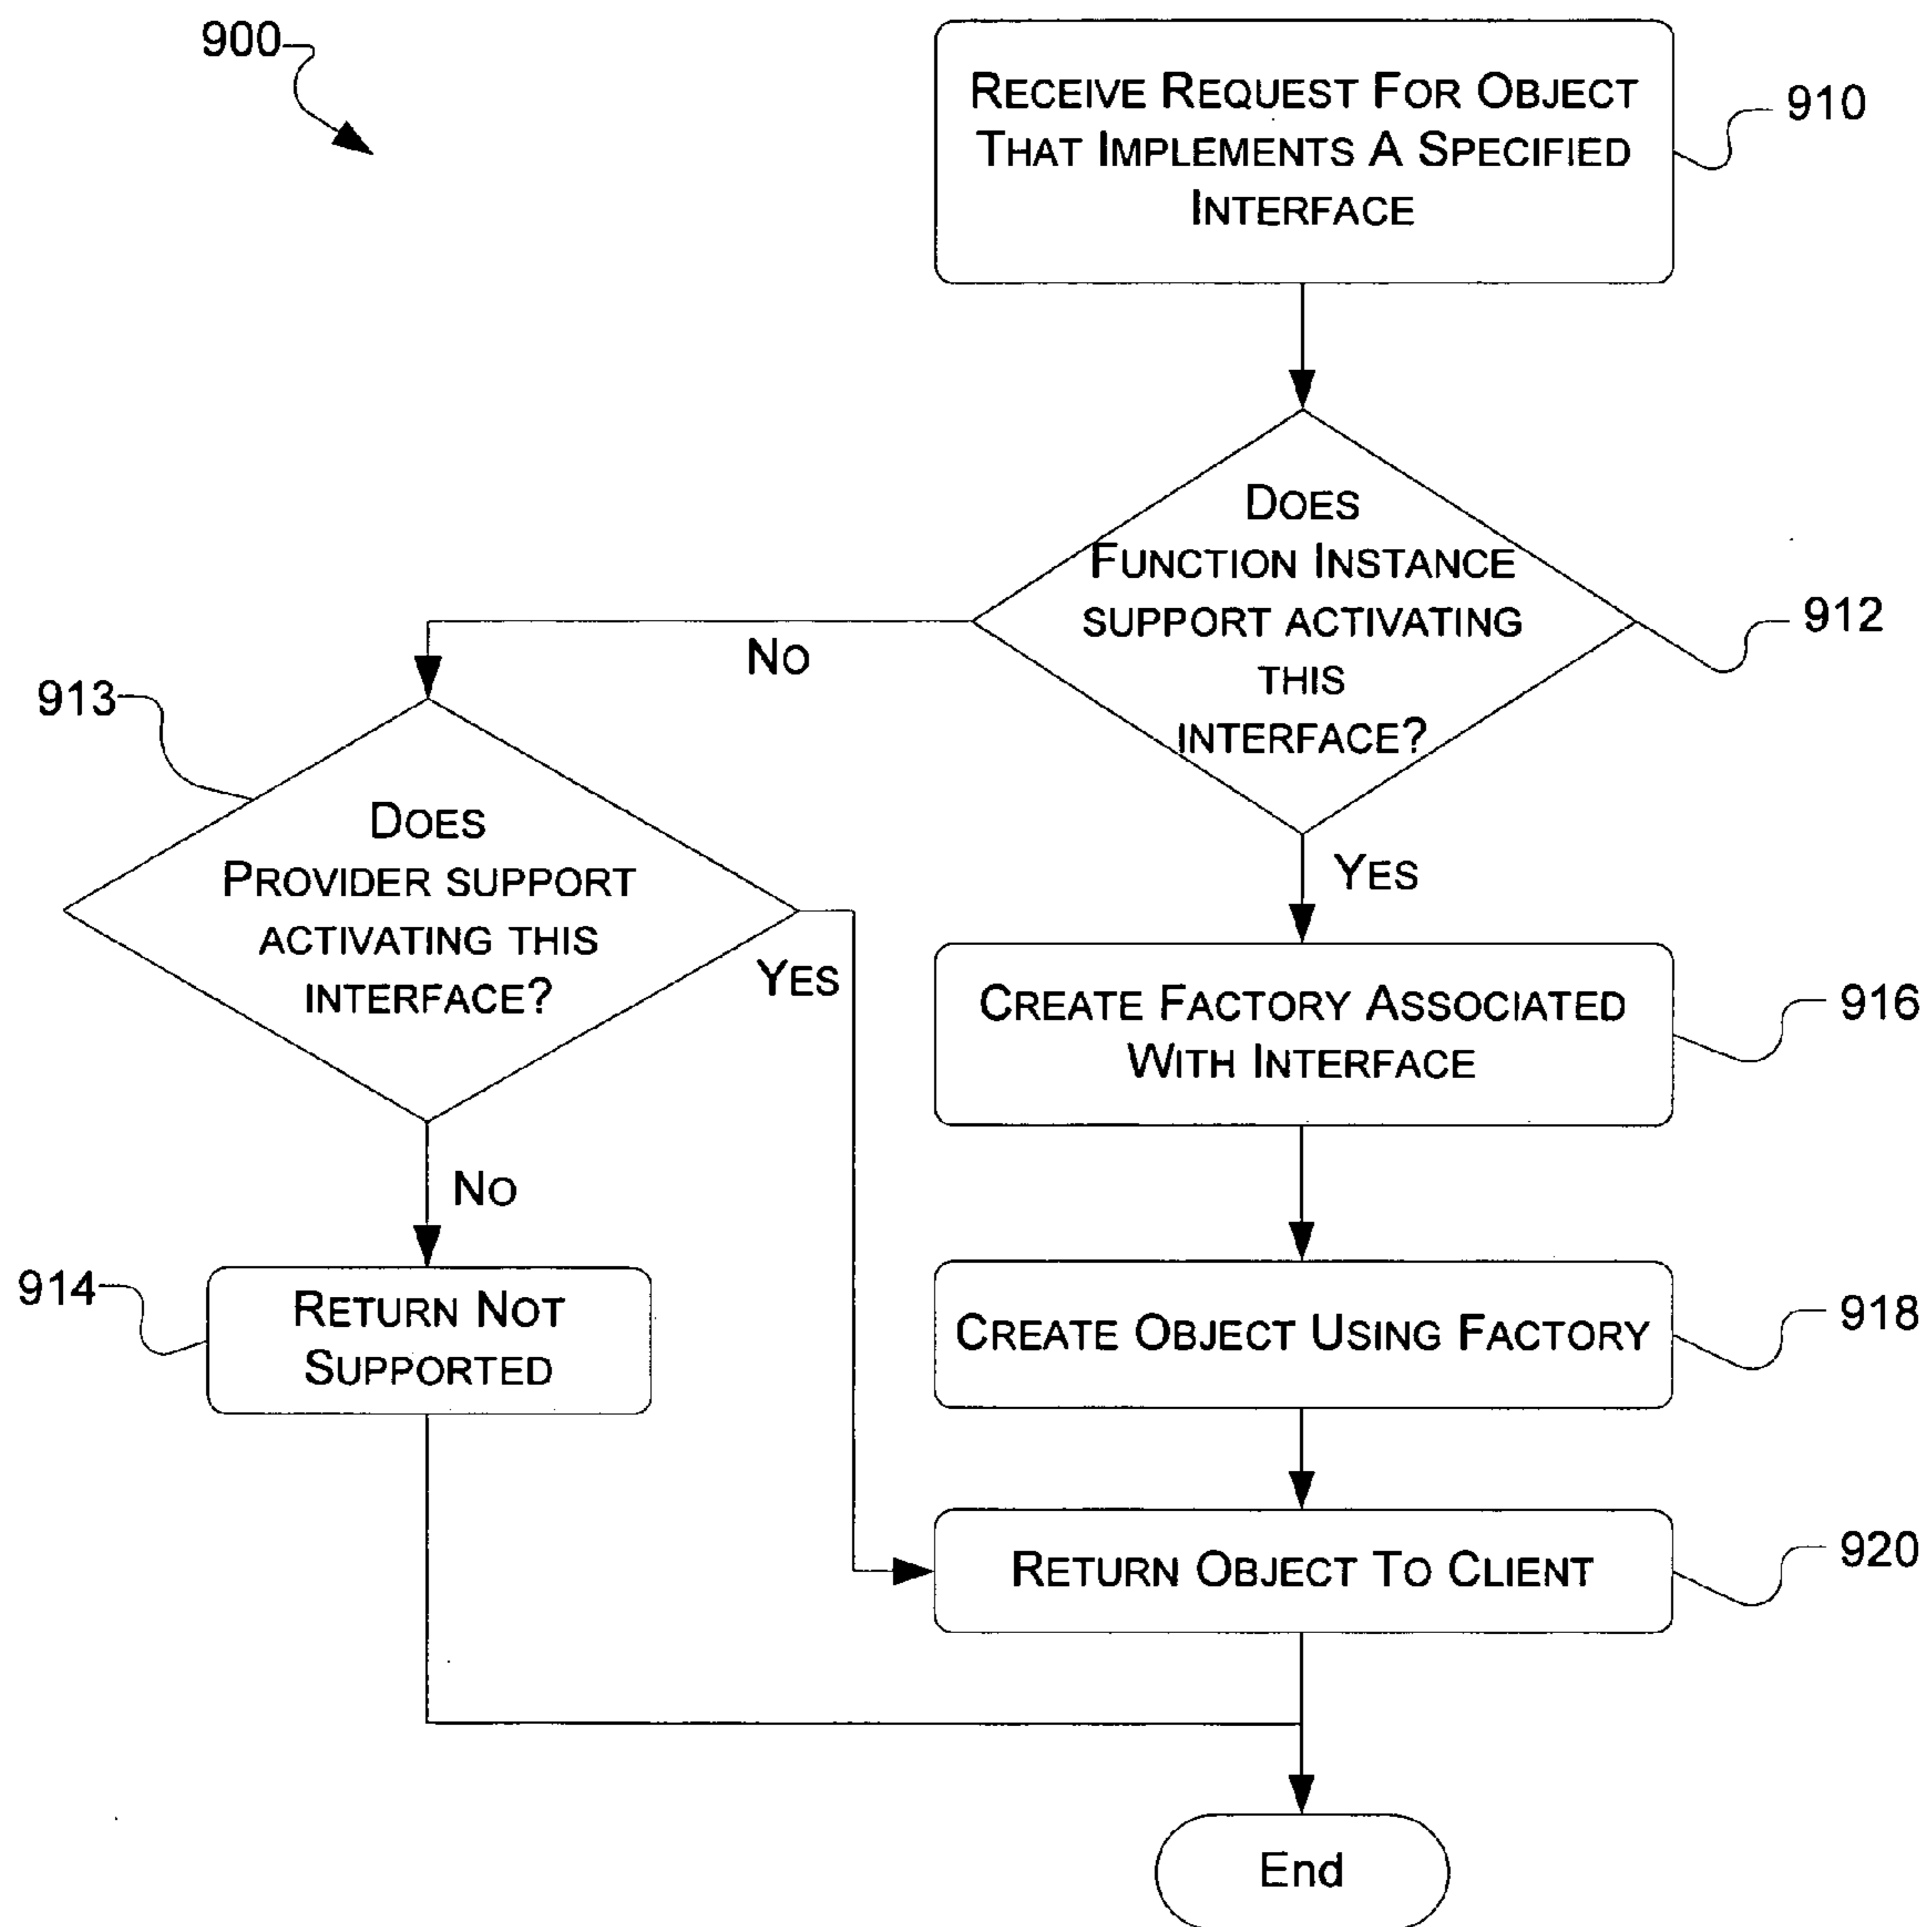 900
RECEIVE REQUEST FOR OBJECT
THAT IMPLEMENTS A SPECIFIED
INTERFACE
910
DOES
FUNCTION INSTANCE
SUPPORT ACTIVATING
THIS
INTERFACE?
912
NO
913
DOES
PROVIDER SUPPORT
ACTIVATING THIS
INTERFACE?
YES
YES
CREATE FACTORY ASSOCIATED
WITH INTERFACE
916
NO
914
RETURN NOT
SUPPORTED
CREATE OBJECT USING FACTORY
918
RETURN OBJECT TO CLIENT
920
End